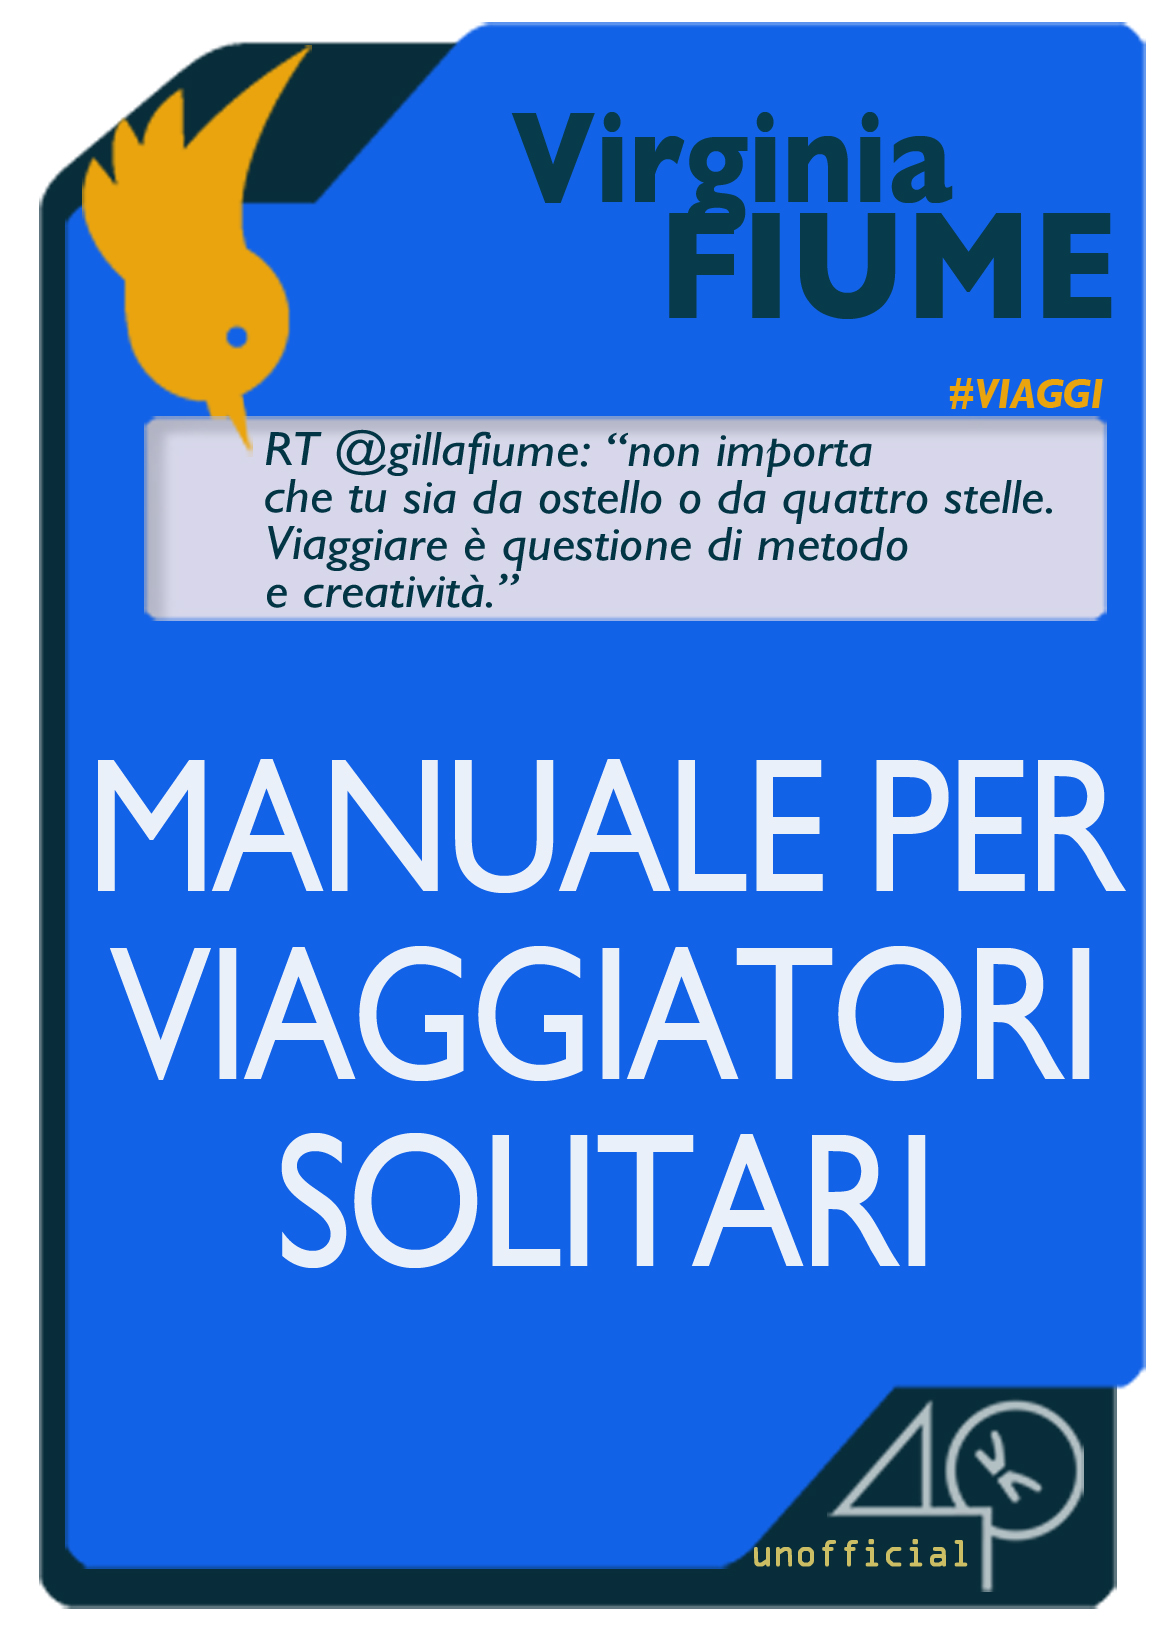 Virginia
FIUME
#VIAGGI
RT @gillafiume: “non importa
che tu sia da ostello o da quattro stelle.
Viaggiare è questione di metodo
e creatività.”
MANUALE PER
VIAGGIATORI
SOLITARI
40K
unofficial